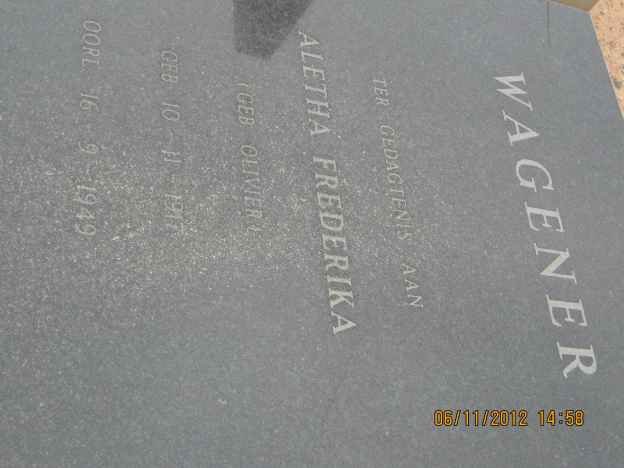 WAGENER
TER GEDAGTENIS AAN
ALETHA FREDERIKA
(GEB OLIVIER)
GEB 10 - 11 - 1917
OORL 16 - 9 - 1949
06/11/2012 14:58